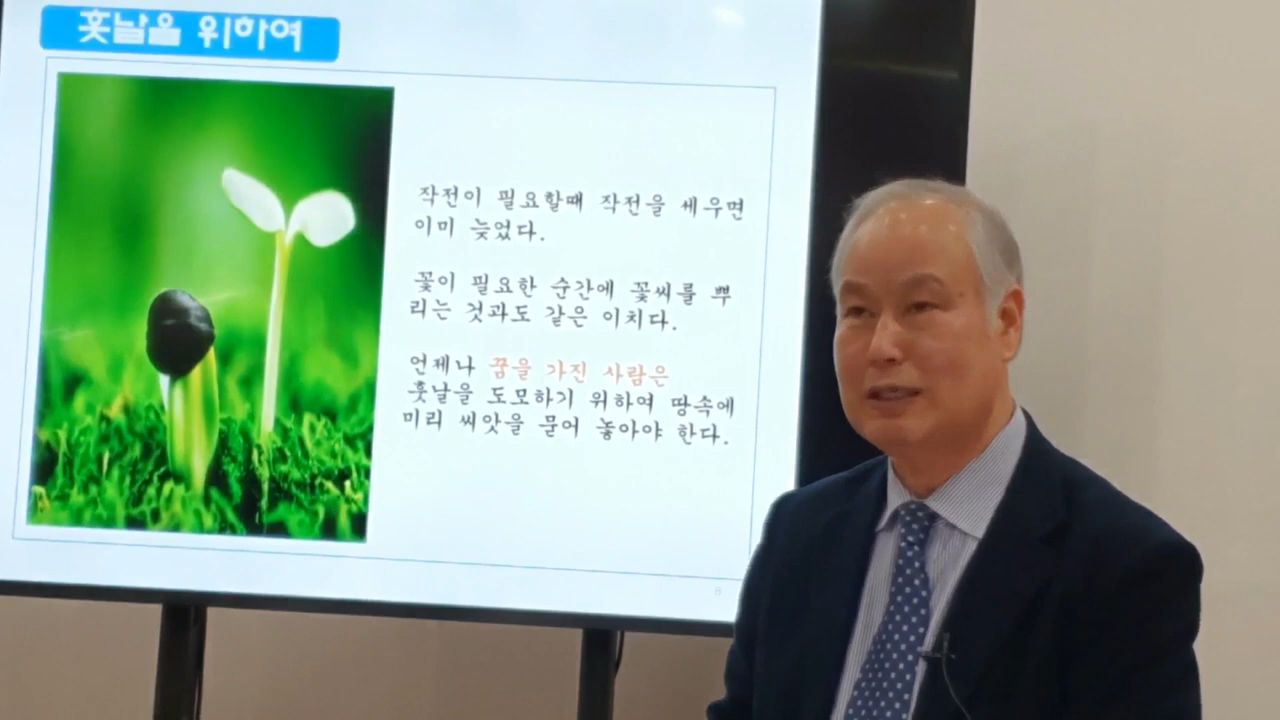 훗날을 위하여
작전이 필요할때 작전을 세우면
이미 늦었다.
꽃이 필요한 순간에 꽃씨를 뿌
리는 것과도 같은 이치다.
언제나 꿈을 가진 사람은
훗날을 도모하기 위하여 땅속에
미리 씨앗을 묻어 놓아야 한다.
8